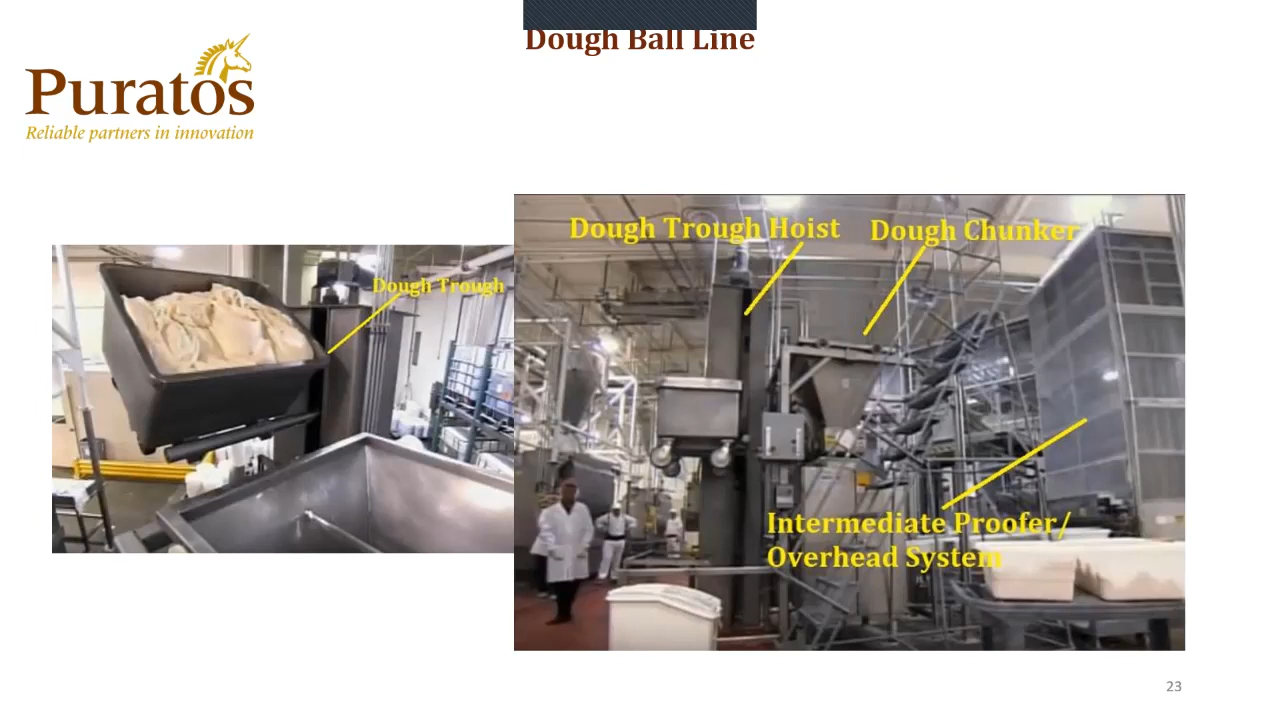 Dough Ball Line
Puratos
Reliable partners in innovation
Dough Trough
Dough Trough Hoist
Dough Chunker
Intermediate Proofer/
Overhead System
23